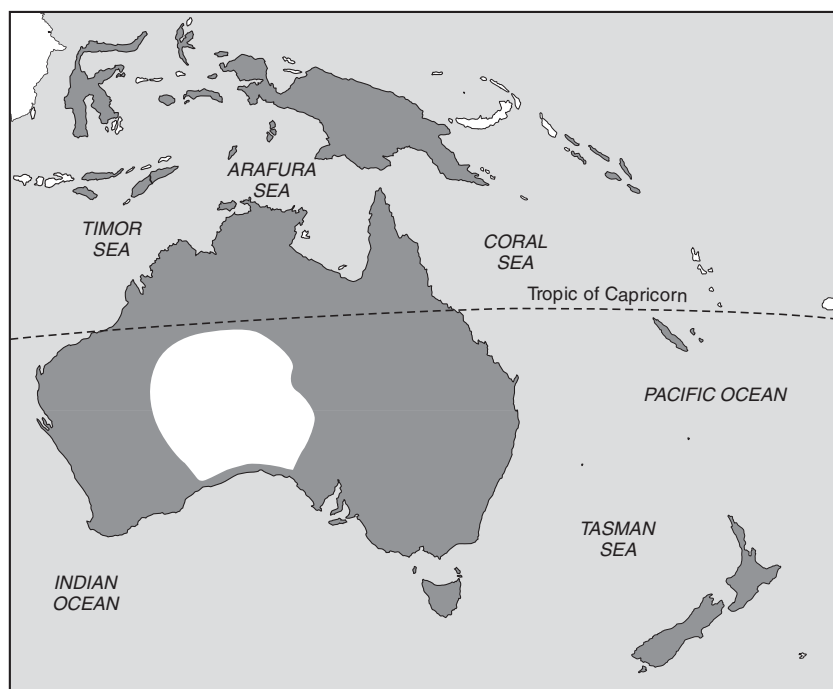 ARAFURA
SEA
TIMOR
SEA
CORAL
SEA
Tropic of Capricorn
PACIFIC OCEAN
TASMAN
SEA
INDIAN
OCEAN